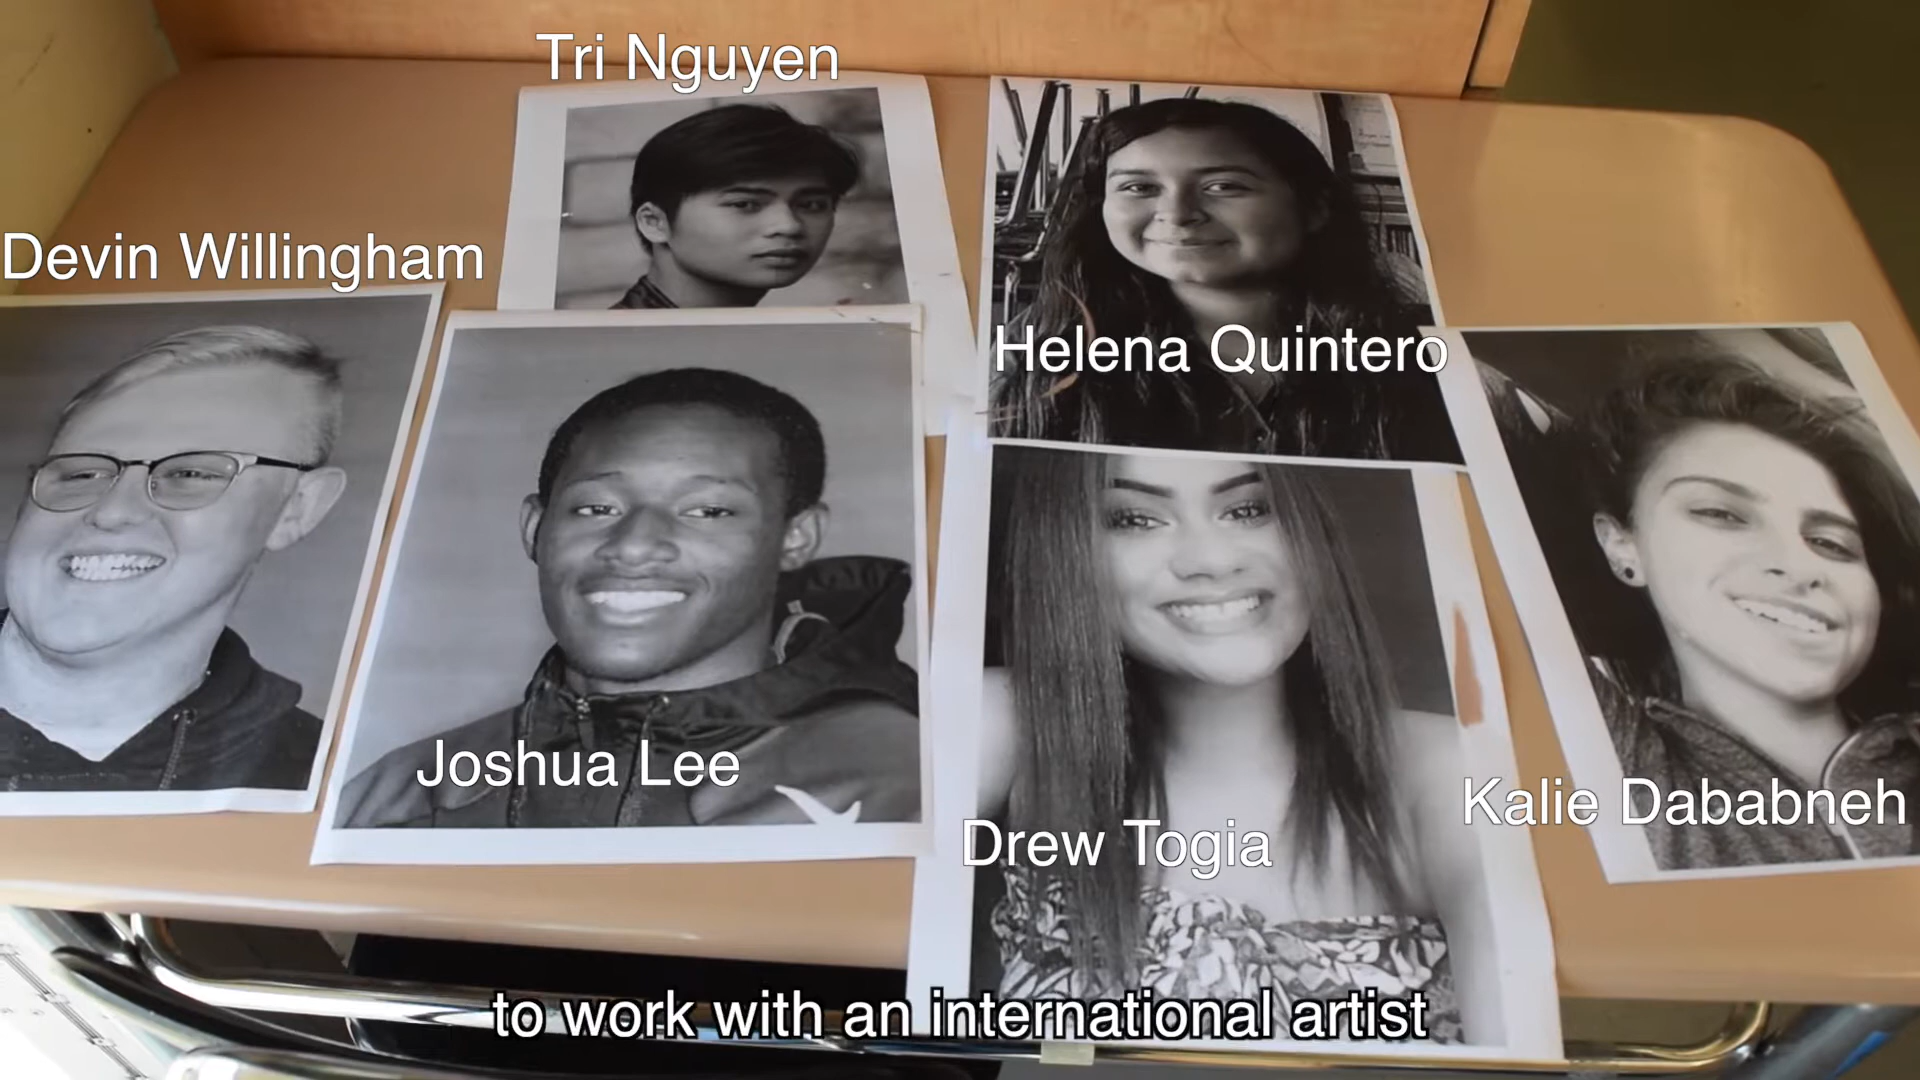 Tri Nguyen
Devin Willingham
Helena Quintero
Joshua Lee
Kalie Dababneh
Drew Togia
to work with an international artist